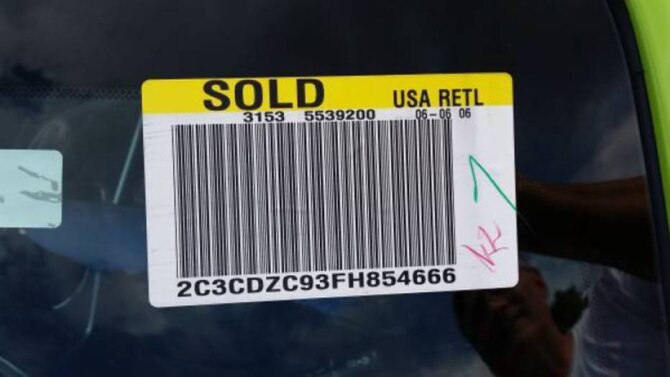 SOLD USA RETL
3153 5539200 06-06 06
2C3CDZC93FH854666